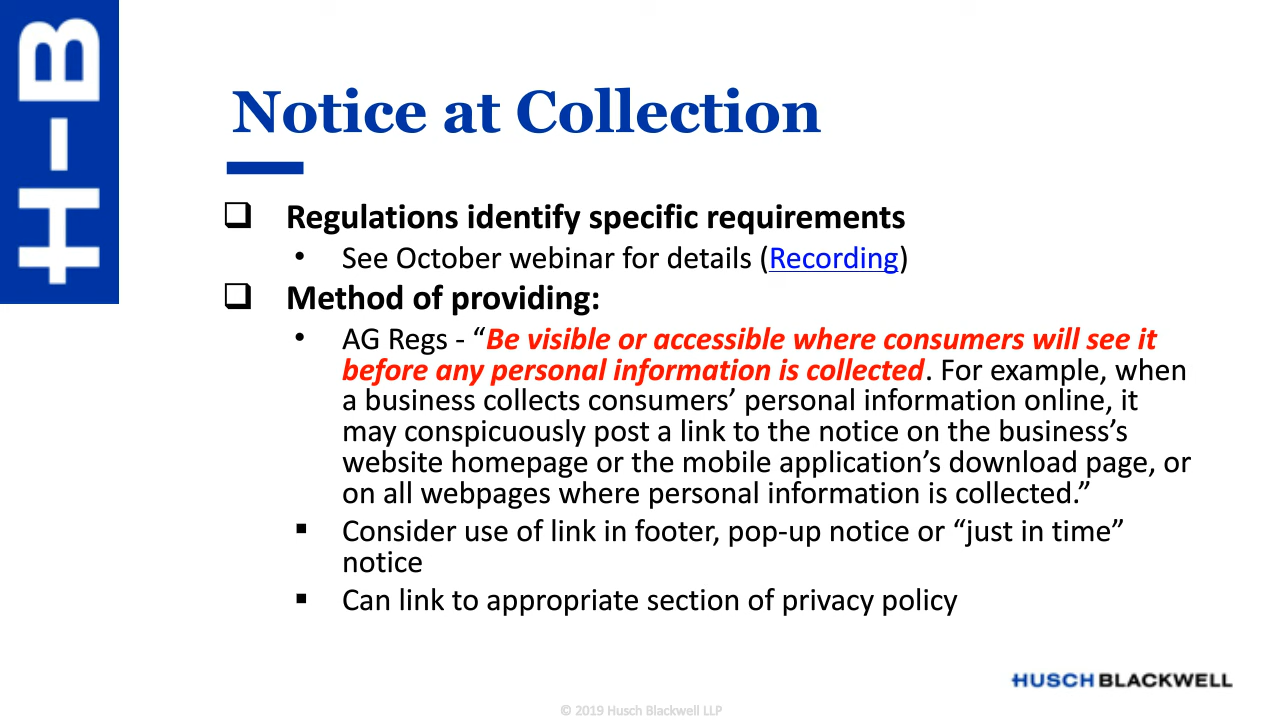 H-B
Notice at Collection
❑ Regulations identify specific requirements
• See October webinar for details (Recording)
❑ Method of providing:
• AG Regs - “Be visible or accessible where consumers will see it
before any personal information is collected. For example, when
a business collects consumers’ personal information online, it
may conspicuously post a link to the notice on the business’s
website homepage or the mobile application’s download page, or
on all webpages where personal information is collected.”
▪ Consider use of link in footer, pop-up notice or “just in time”
notice
▪ Can link to appropriate section of privacy policy
HUSCH BLACKWELL
© 2019 Husch Blackwell LLP